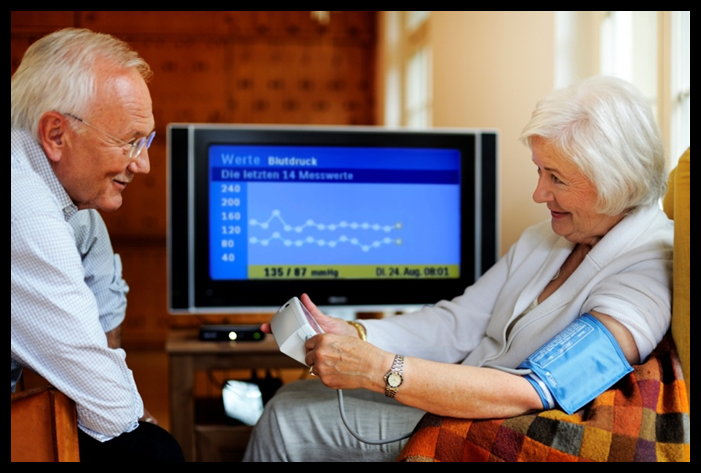 Werte Blutdruck
Die letzten 14 Messwerte
240
200
160
120
80
40
135 / 87 mmHg Di. 24. Aug. 08:01